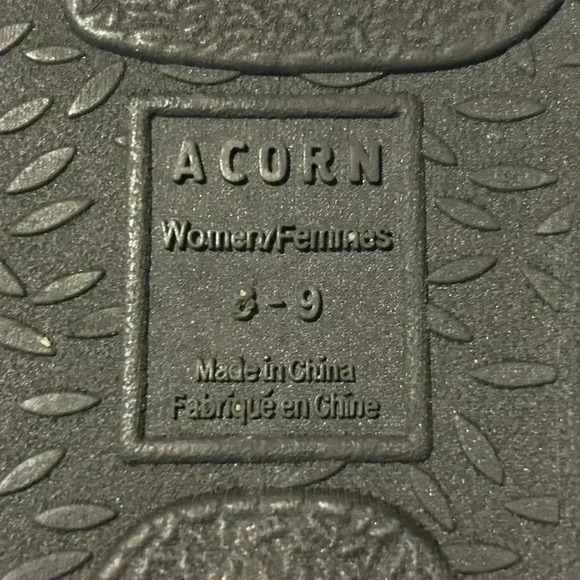 ACORN
Women/Femmes
8-9
Made in China
Fabriqué en Chine